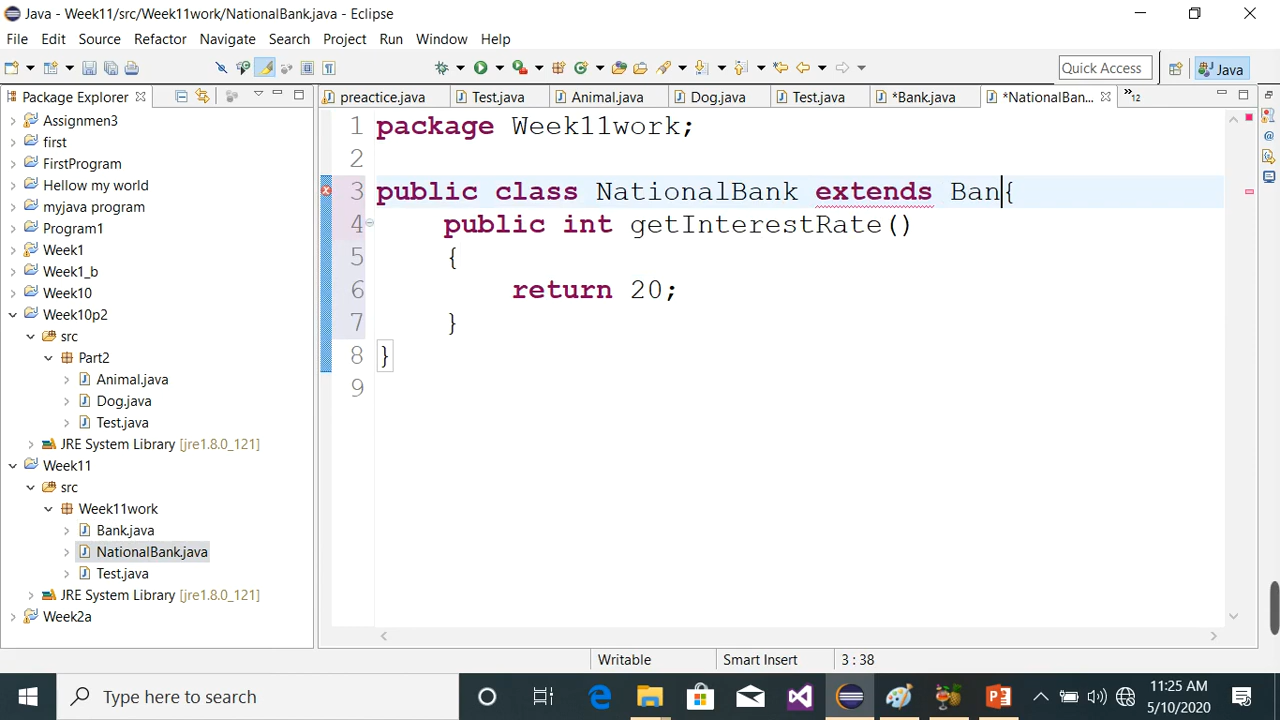 Java - Week11/src/Week11work/NationalBank.java - Eclipse
File Edit Source Refactor Navigate Search Project Run Window Help
Quick Access
Java
Package Explorer
preactice.java Test.java Animal.java Dog.java Test.java *Bank.java *NationalBan... »12
Assignmen3
first
FirstProgram
Hellow my world
myjava program
Program1
Week1
Week1_b
Week10
Week10p2
src
Part2
Animal.java
Dog.java
Test.java
JRE System Library [jre1.8.0_121]
Week11
src
Week11work
Bank.java
NationalBank.java
Test.java
JRE System Library [jre1.8.0_121]
Week2a
1 package Week11work;
2
3 public class NationalBank extends Ban{
4 public int getInterestRate()
5 {
6 return 20;
7 }
8 }
9
Writable Smart Insert 3 : 38
Type here to search
11:25 AM
5/10/2020